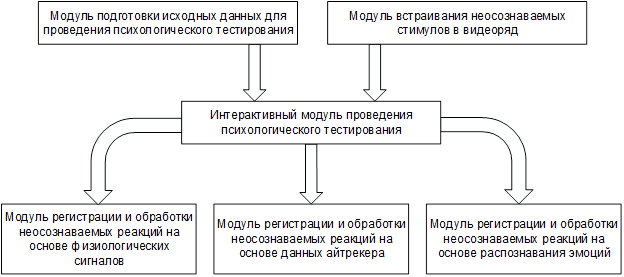 Модуль подготовки исходных данных для
проведения психологического тестирования
Модуль встраивания неосознаваемых
стимулов в видеоряд
Интерактивный модуль проведения
психологического тестирования
Модуль регистрации и обработки
неосознаваемых реакций на
основе физиологических
сигналов
Модуль регистрации и обработки
неосознаваемых реакций на
основе данных айтрекера
Модуль регистрации и обработки
неосознаваемых реакций на
основе распознавания эмоций